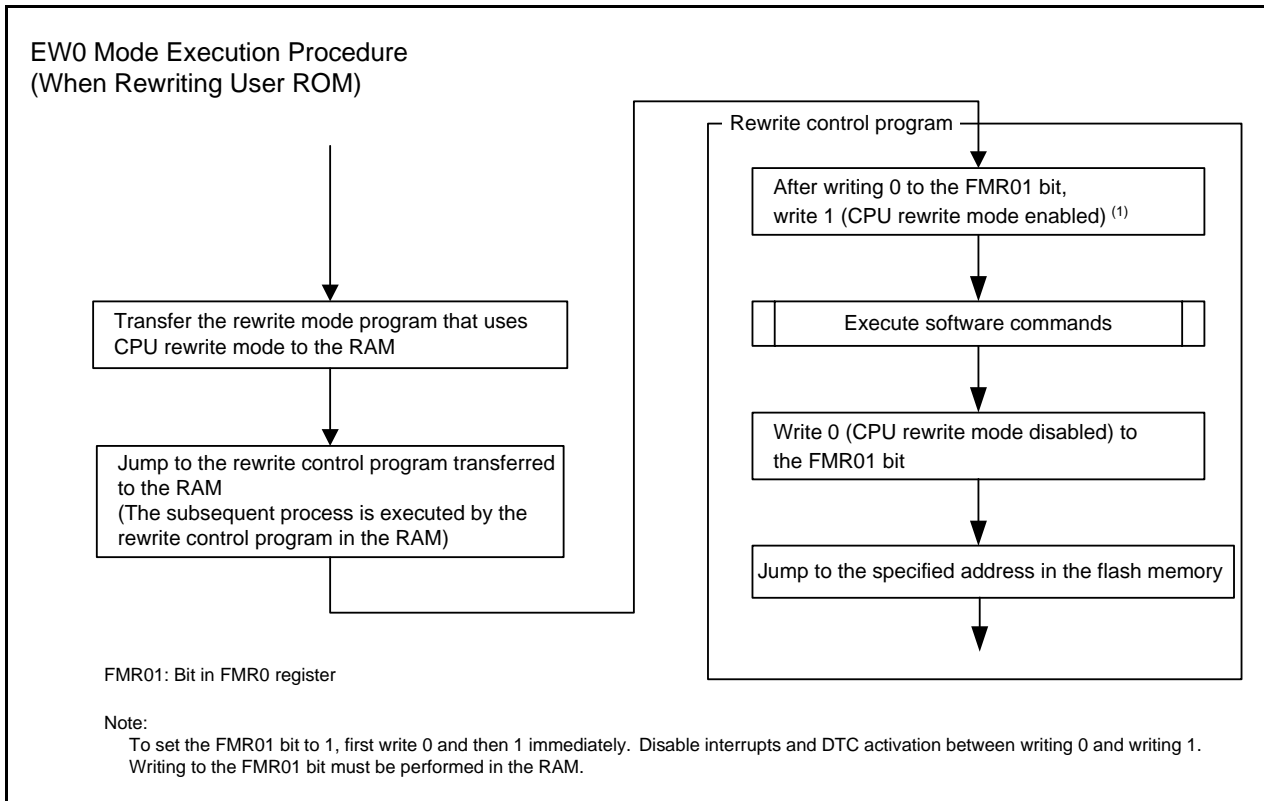 EW0 Mode Execution Procedure
(When Rewriting User ROM)
Transfer the rewrite mode program that uses
CPU rewrite mode to the RAM
Jump to the rewrite control program transferred
to the RAM
(The subsequent process is executed by the
rewrite control program in the RAM)
Rewrite control program
After writing 0 to the FMR01 bit,
write 1 (CPU rewrite mode enabled) (1)
Execute software commands
Write 0 (CPU rewrite mode disabled) to
the FMR01 bit
Jump to the specified address in the flash memory
FMR01: Bit in FMR0 register
Note:
To set the FMR01 bit to 1, first write 0 and then 1 immediately. Disable interrupts and DTC activation between writing 0 and writing 1.
Writing to the FMR01 bit must be performed in the RAM.